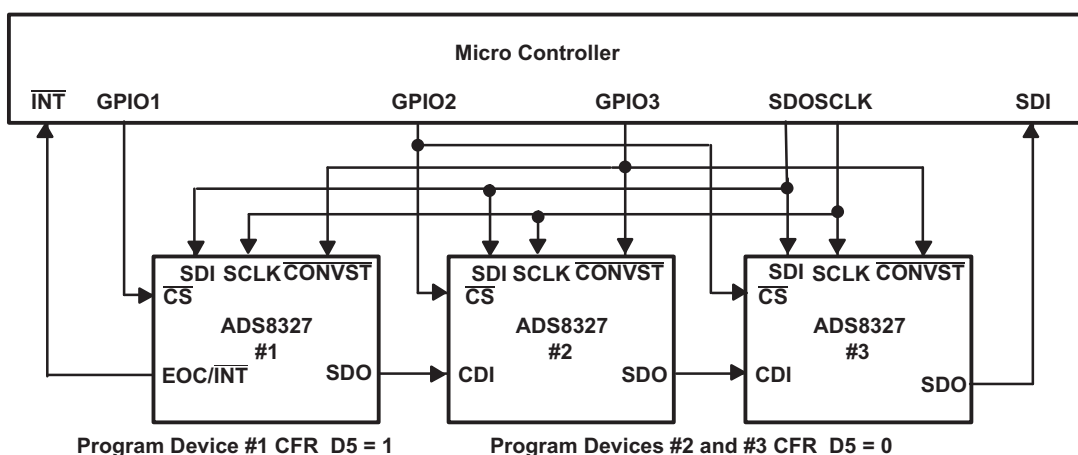 Micro Controller
INT GPIO1 GPIO2 GPIO3 SDOSCLK SDI
SDI SCLK CONVST
CS
ADS8327
#1
EOC/INT SDO
SDI SCLK CONVST
CS
ADS8327
#2
CDI SDO
SDI SCLK CONVST
CS
ADS8327
#3
CDI SDO
Program Device #1 CFR D5 = 1 Program Devices #2 and #3 CFR D5 = 0